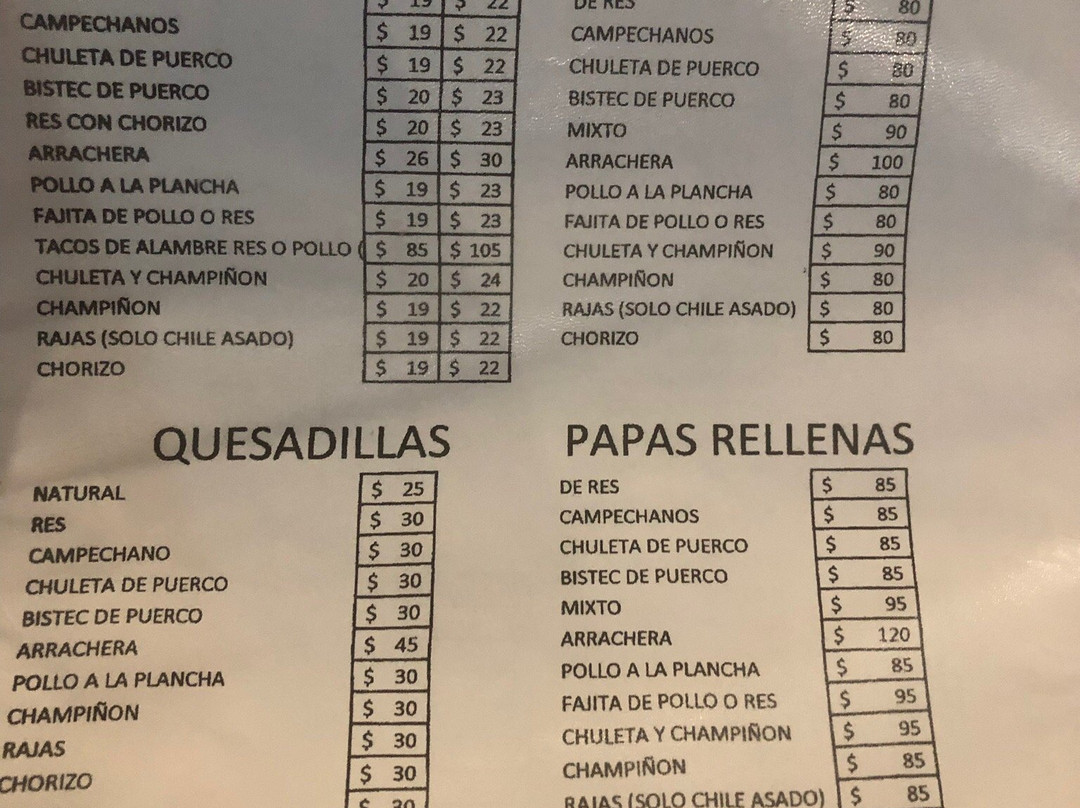 $ 19 $ 22
CAMPECHANOS $ 19 $ 22
CHULETA DE PUERCO $ 19 $ 22
BISTEC DE PUERCO $ 20 $ 23
RES CON CHORIZO $ 20 $ 23
ARRACHERA $ 26 $ 30
POLLO A LA PLANCHA $ 19 $ 23
FAJITA DE POLLO O RES $ 19 $ 23
TACOS DE ALAMBRE RES O POLLO ( $ 85 $ 105
CHULETA Y CHAMPIÑON $ 20 $ 24
CHAMPIÑON $ 19 $ 22
RAJAS (SOLO CHILE ASADO) $ 19 $ 22
CHORIZO $ 19 $ 22
DE RES $ 80
CAMPECHANOS $ 80
CHULETA DE PUERCO $ 80
BISTEC DE PUERCO $ 80
MIXTO $ 90
ARRACHERA $ 100
POLLO A LA PLANCHA $ 80
FAJITA DE POLLO O RES $ 80
CHULETA Y CHAMPIÑON $ 90
CHAMPIÑON $ 80
RAJAS (SOLO CHILE ASADO) $ 80
CHORIZO $ 80
QUESADILLAS
NATURAL $ 25
RES $ 30
CAMPECHANO $ 30
CHULETA DE PUERCO $ 30
BISTEC DE PUERCO $ 30
ARRACHERA $ 45
POLLO A LA PLANCHA $ 30
CHAMPIÑON $ 30
RAJAS $ 30
CHORIZO $ 30
$ 30
PAPAS RELLENAS
DE RES $ 85
CAMPECHANOS $ 85
CHULETA DE PUERCO $ 85
BISTEC DE PUERCO $ 85
MIXTO $ 95
ARRACHERA $ 120
POLLO A LA PLANCHA $ 85
FAJITA DE POLLO O RES $ 95
CHULETA Y CHAMPIÑON $ 95
CHAMPIÑON $ 85
RAJAS (SOLO CHILE ASADO) $ 85